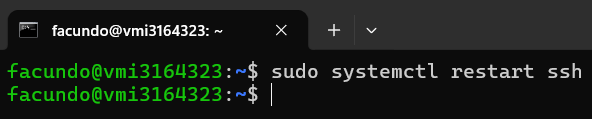 facundo@vmi3164323: ~
facundo@vmi3164323:~$ sudo systemctl restart ssh
facundo@vmi3164323:~$